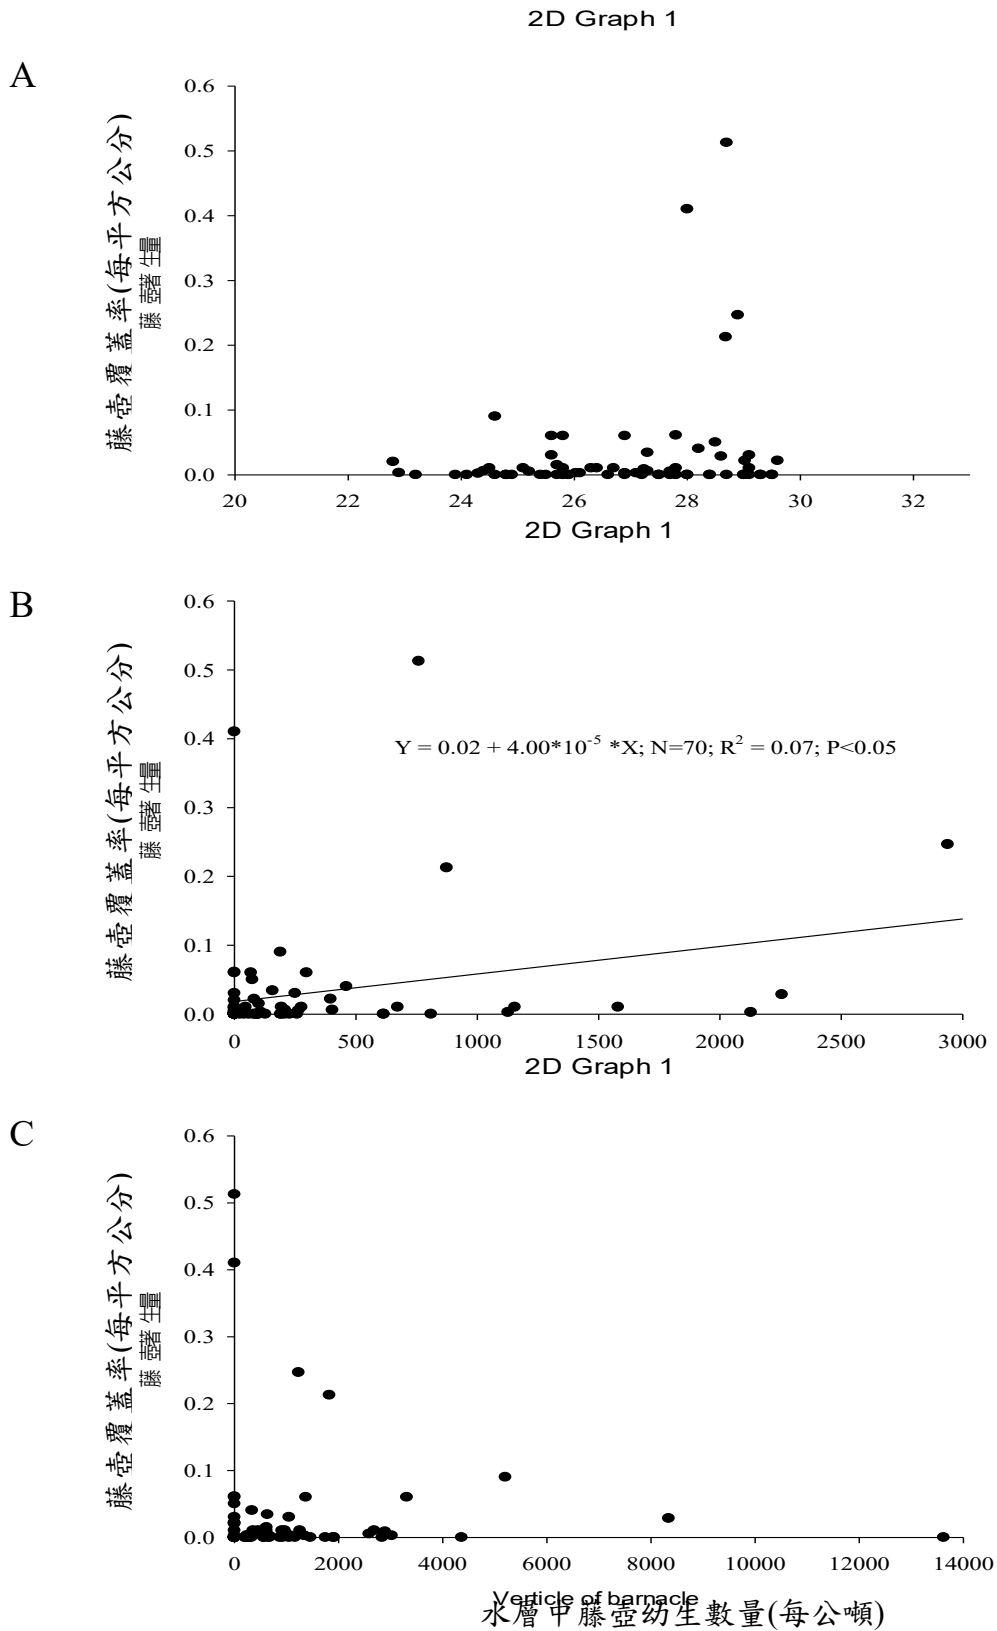 2D Graph 1
A
藤壺覆蓋率(每平方公分)
藤壺著生量
0.6
0.5
0.4
0.3
0.2
0.1
0.0
20 22 24 26 28 30 32
2D Graph 1
B
藤壺覆蓋率(每平方公分)
藤壺著生量
0.6
0.5
0.4
0.3
0.2
0.1
0.0
Y = 0.02 + 4.00*10⁻⁵ *X; N=70; R² = 0.07; P<0.05
0 500 1000 1500 2000 2500 3000
2D Graph 1
C
藤壺覆蓋率(每平方公分)
藤壺著生量
0.6
0.5
0.4
0.3
0.2
0.1
0.0
0 2000 4000 6000 8000 10000 12000 14000
Verticle of barnacle
水層中藤壺幼生數量(每公噸)